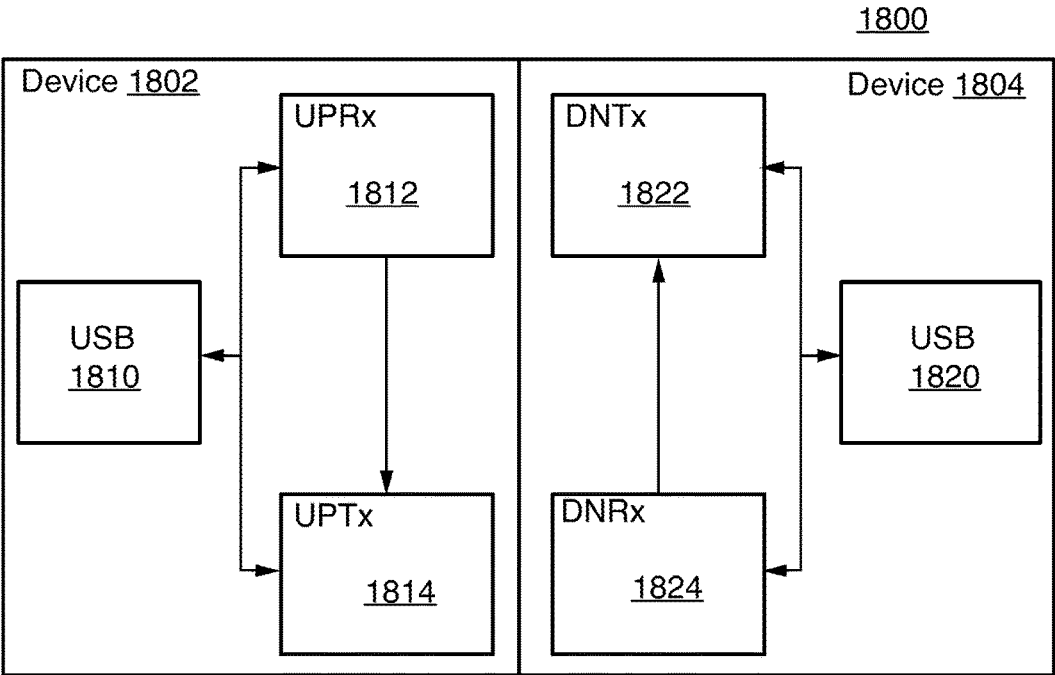 1800
Device 1802
Device 1804
UPRx
1812
DNTx
1822
USB
1810
USB
1820
UPTx
1814
DNRx
1824